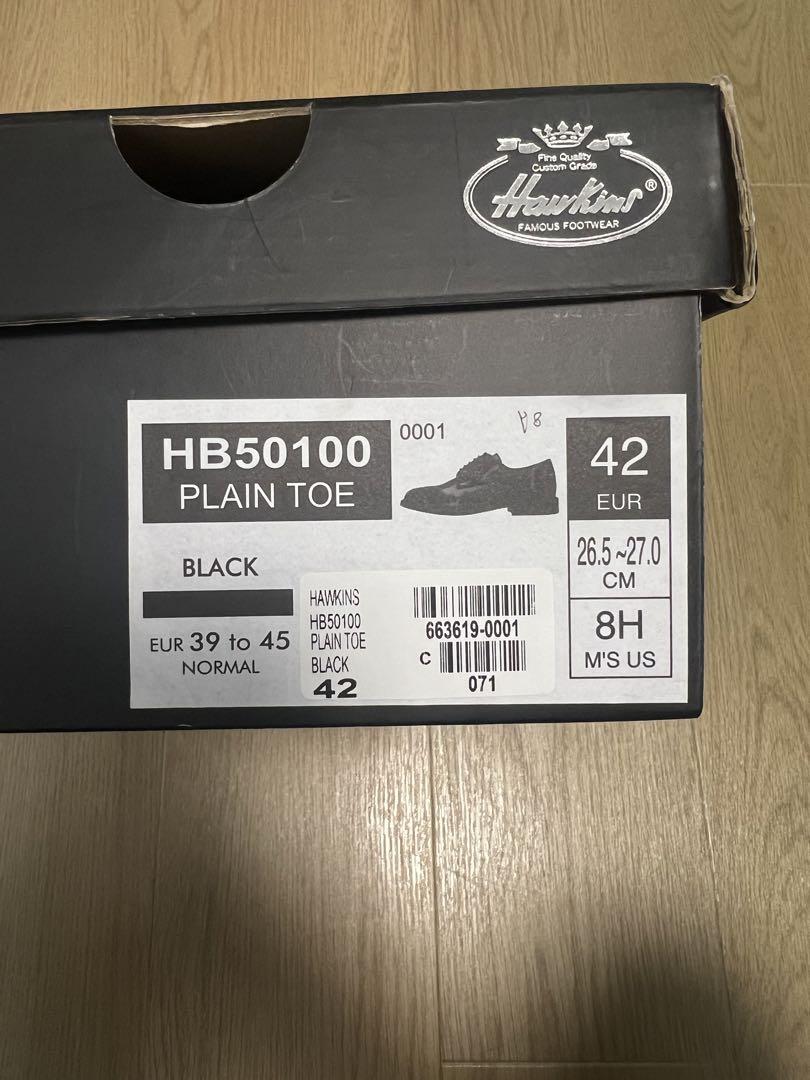 Fine Quality
Custom Grade
Hawkins®
FAMOUS FOOTWEAR
HB50100
PLAIN TOE
0001
42
EUR
26.5~27.0
CM
8H
M'S US
BLACK
EUR 39 to 45
NORMAL
HAWKINS
HB50100
PLAIN TOE
BLACK
42
663619-0001
C
071